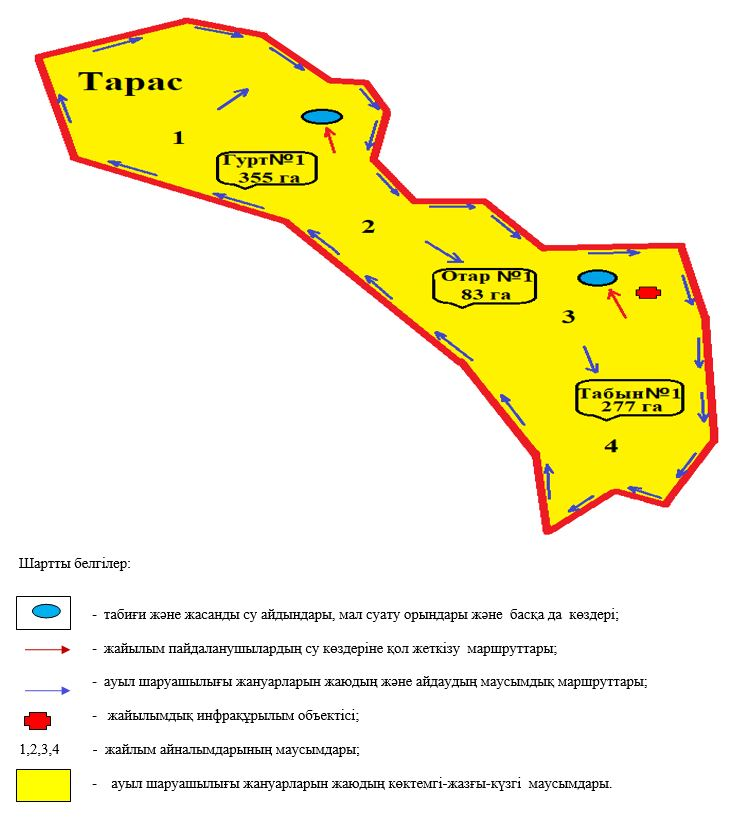 Тарас
1
Гурт№1
355 га
2
Отар №1
83 га
3
Табын№1
277 га
4
Шартты белгілер:
- табиғи және жасанды су айдындары, мал суату орындары және басқа да көздері;
- жайылым пайдаланушылардың су көздеріне қол жеткізу маршруттары;
- ауыл шаруашылығы жануарларын жаюдың және айдаудың маусымдық маршруттары;
- жайылымдық инфрақұрылым объектісі;
1,2,3,4 - жайлым айналымдарының маусымдары;
- ауыл шаруашылығы жануарларын жаюдың көктемгі-жазғы-күзгі маусымдары.